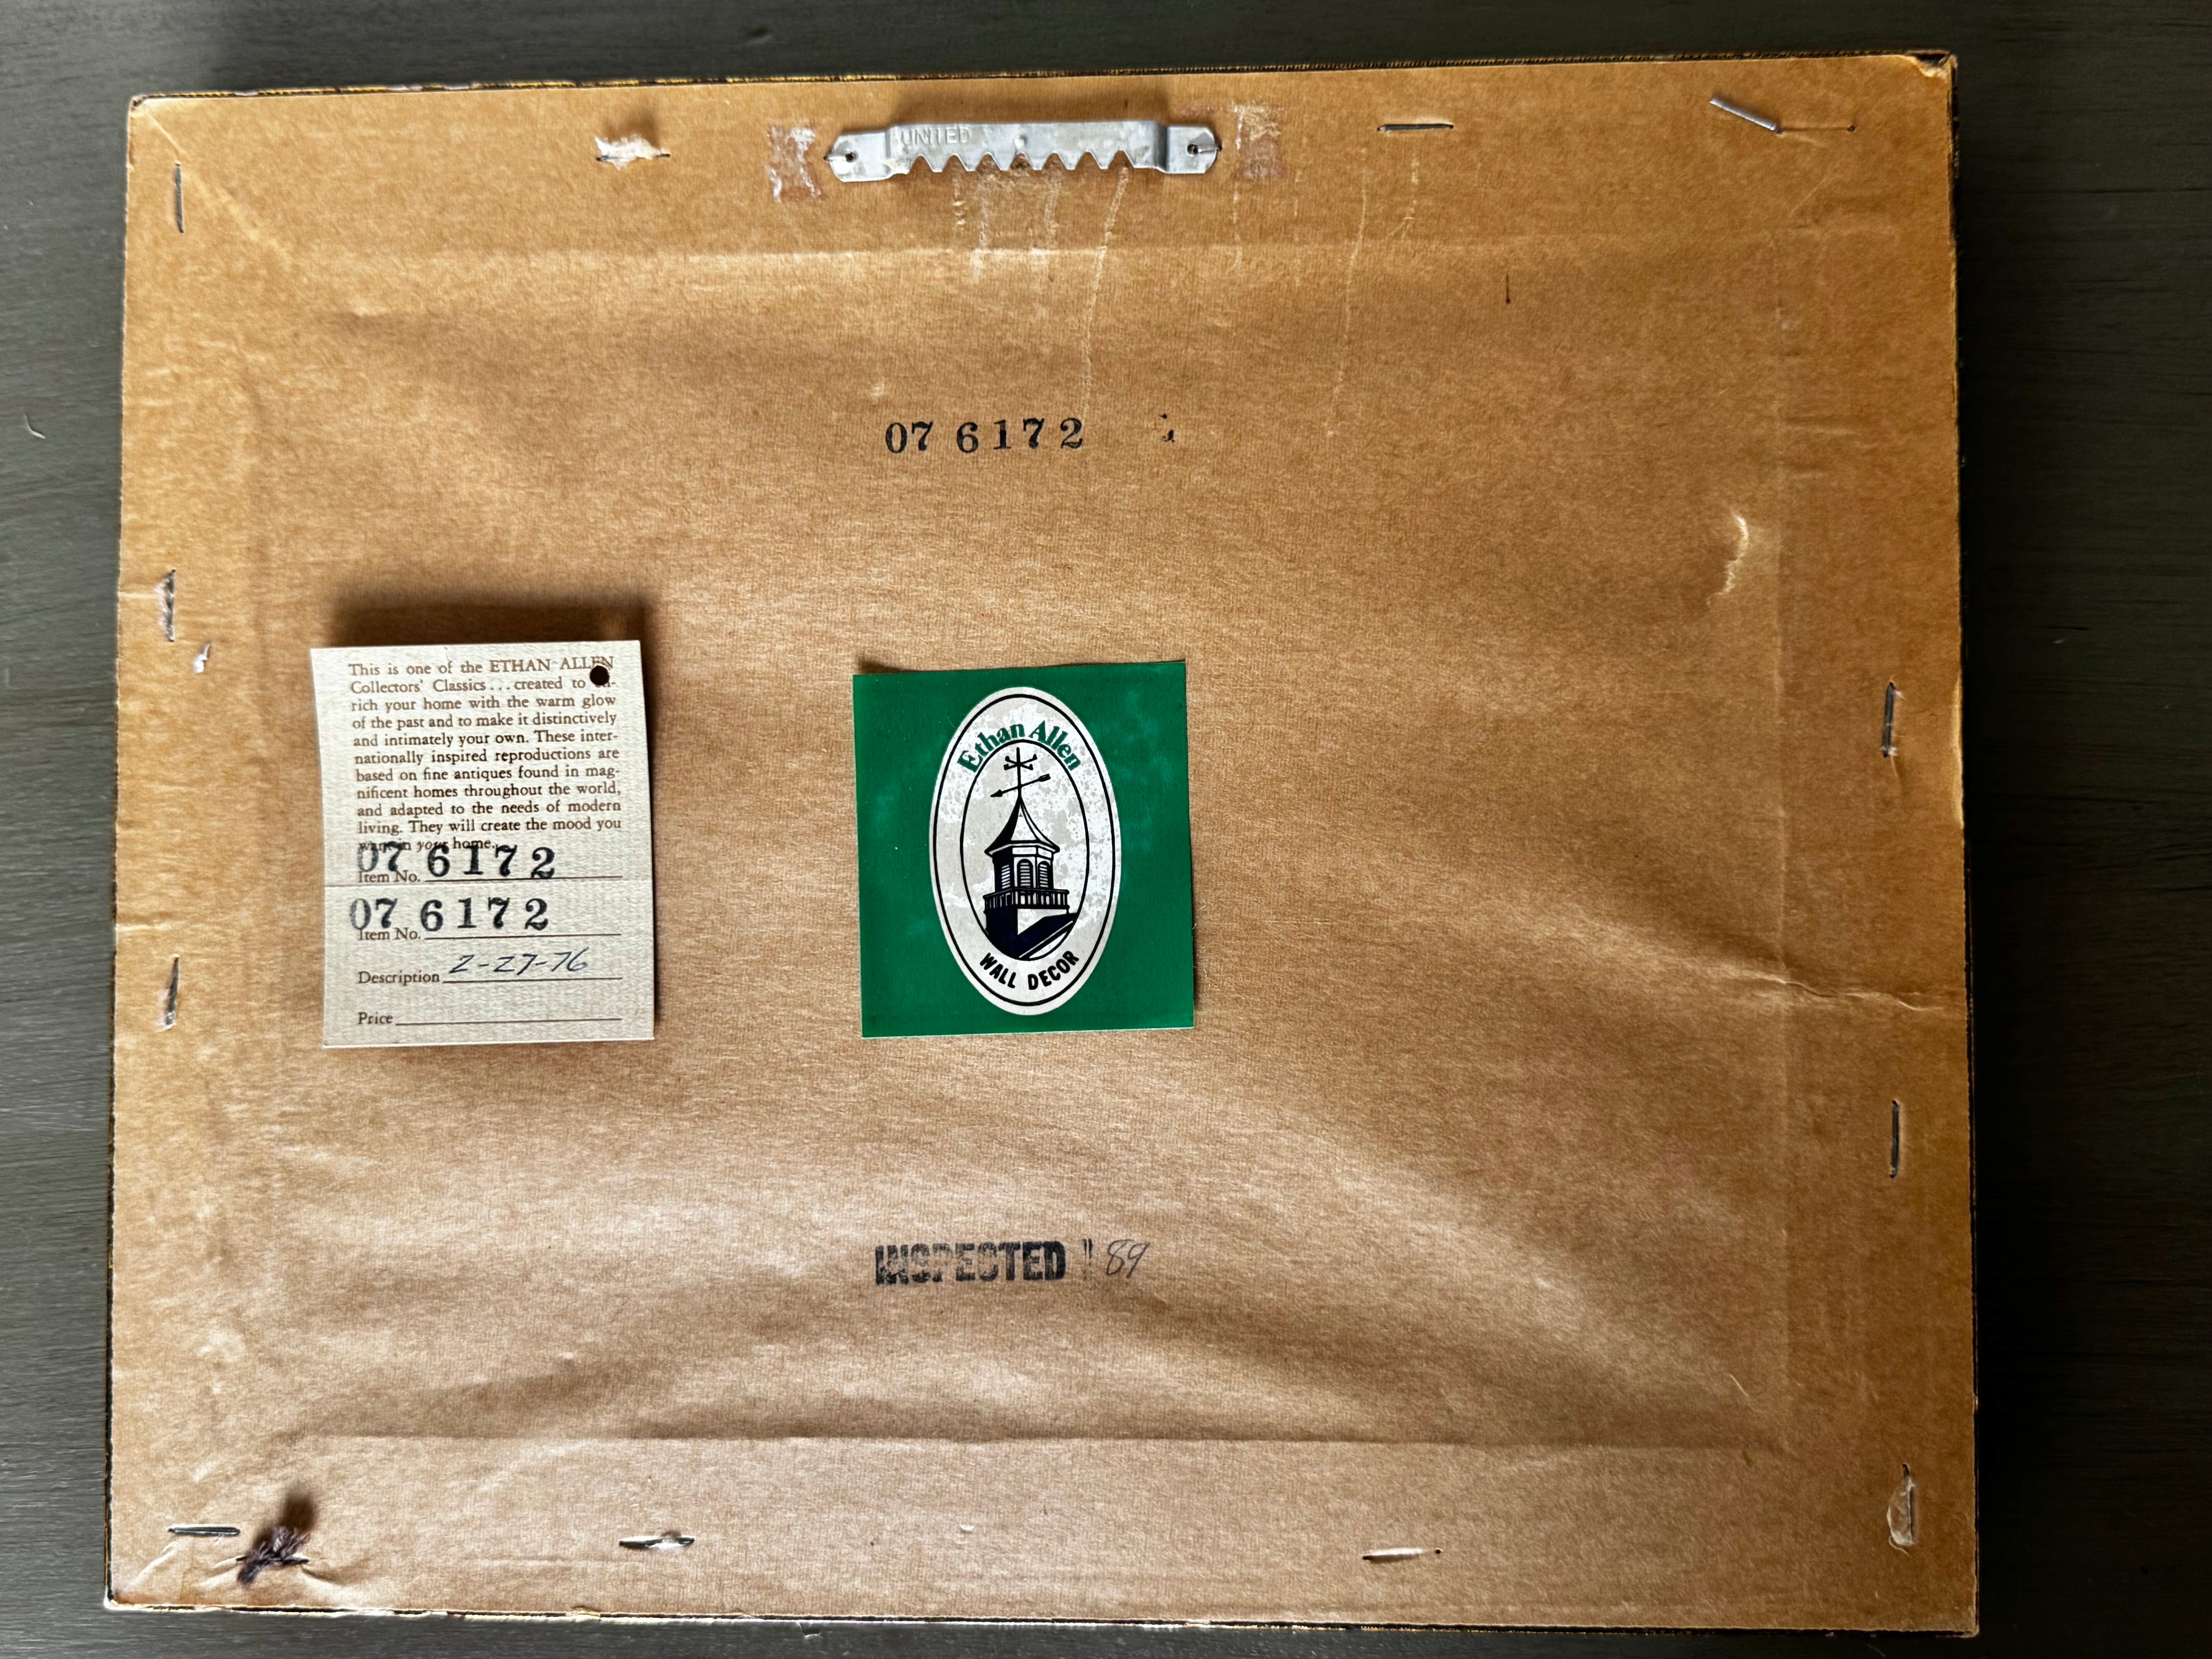 UNITED
07 6172
This is one of the ETHAN ALLEN
Collectors' Classics... created to en-
rich your home with the warm glow
of the past and to make it distinctively
and intimately your own. These inter-
nationally inspired reproductions are
based on fine antiques found in mag-
nificent homes throughout the world,
and adapted to the needs of modern
living. They will create the mood you
want in your home.
Item No. 07 6172
Item No. 07 6172
Description 2-27-76
Price
Ethan Allen
WALL DECOR
INSPECTED 89